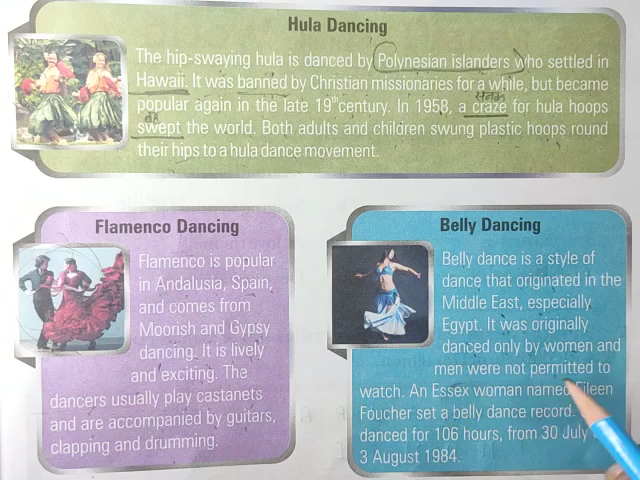 Hula Dancing
The hip-swaying hula is danced by Polynesian islanders who settled in
Hawaii. It was banned by Christian missionaries for a while, but became
popular again in the late 19th century. In 1958, a craze for hula hoops
swept the world. Both adults and children swung plastic hoops round
their hips to a hula dance movement.
Flamenco Dancing
Flamenco is popular
in Andalusia, Spain,
and comes from
Moorish and Gypsy
dancing. It is lively
and exciting. The
dancers usually play castanets
and are accompanied by guitars,
clapping and drumming.
Belly Dancing
Belly dance is a style of
dance that originated in the
Middle East, especially
Egypt. It was originally
danced only by women and
men were not permitted to
watch. An Essex woman named Eileen
Foucher set a belly dance record.
danced for 106 hours, from 30 July
3 August 1984.